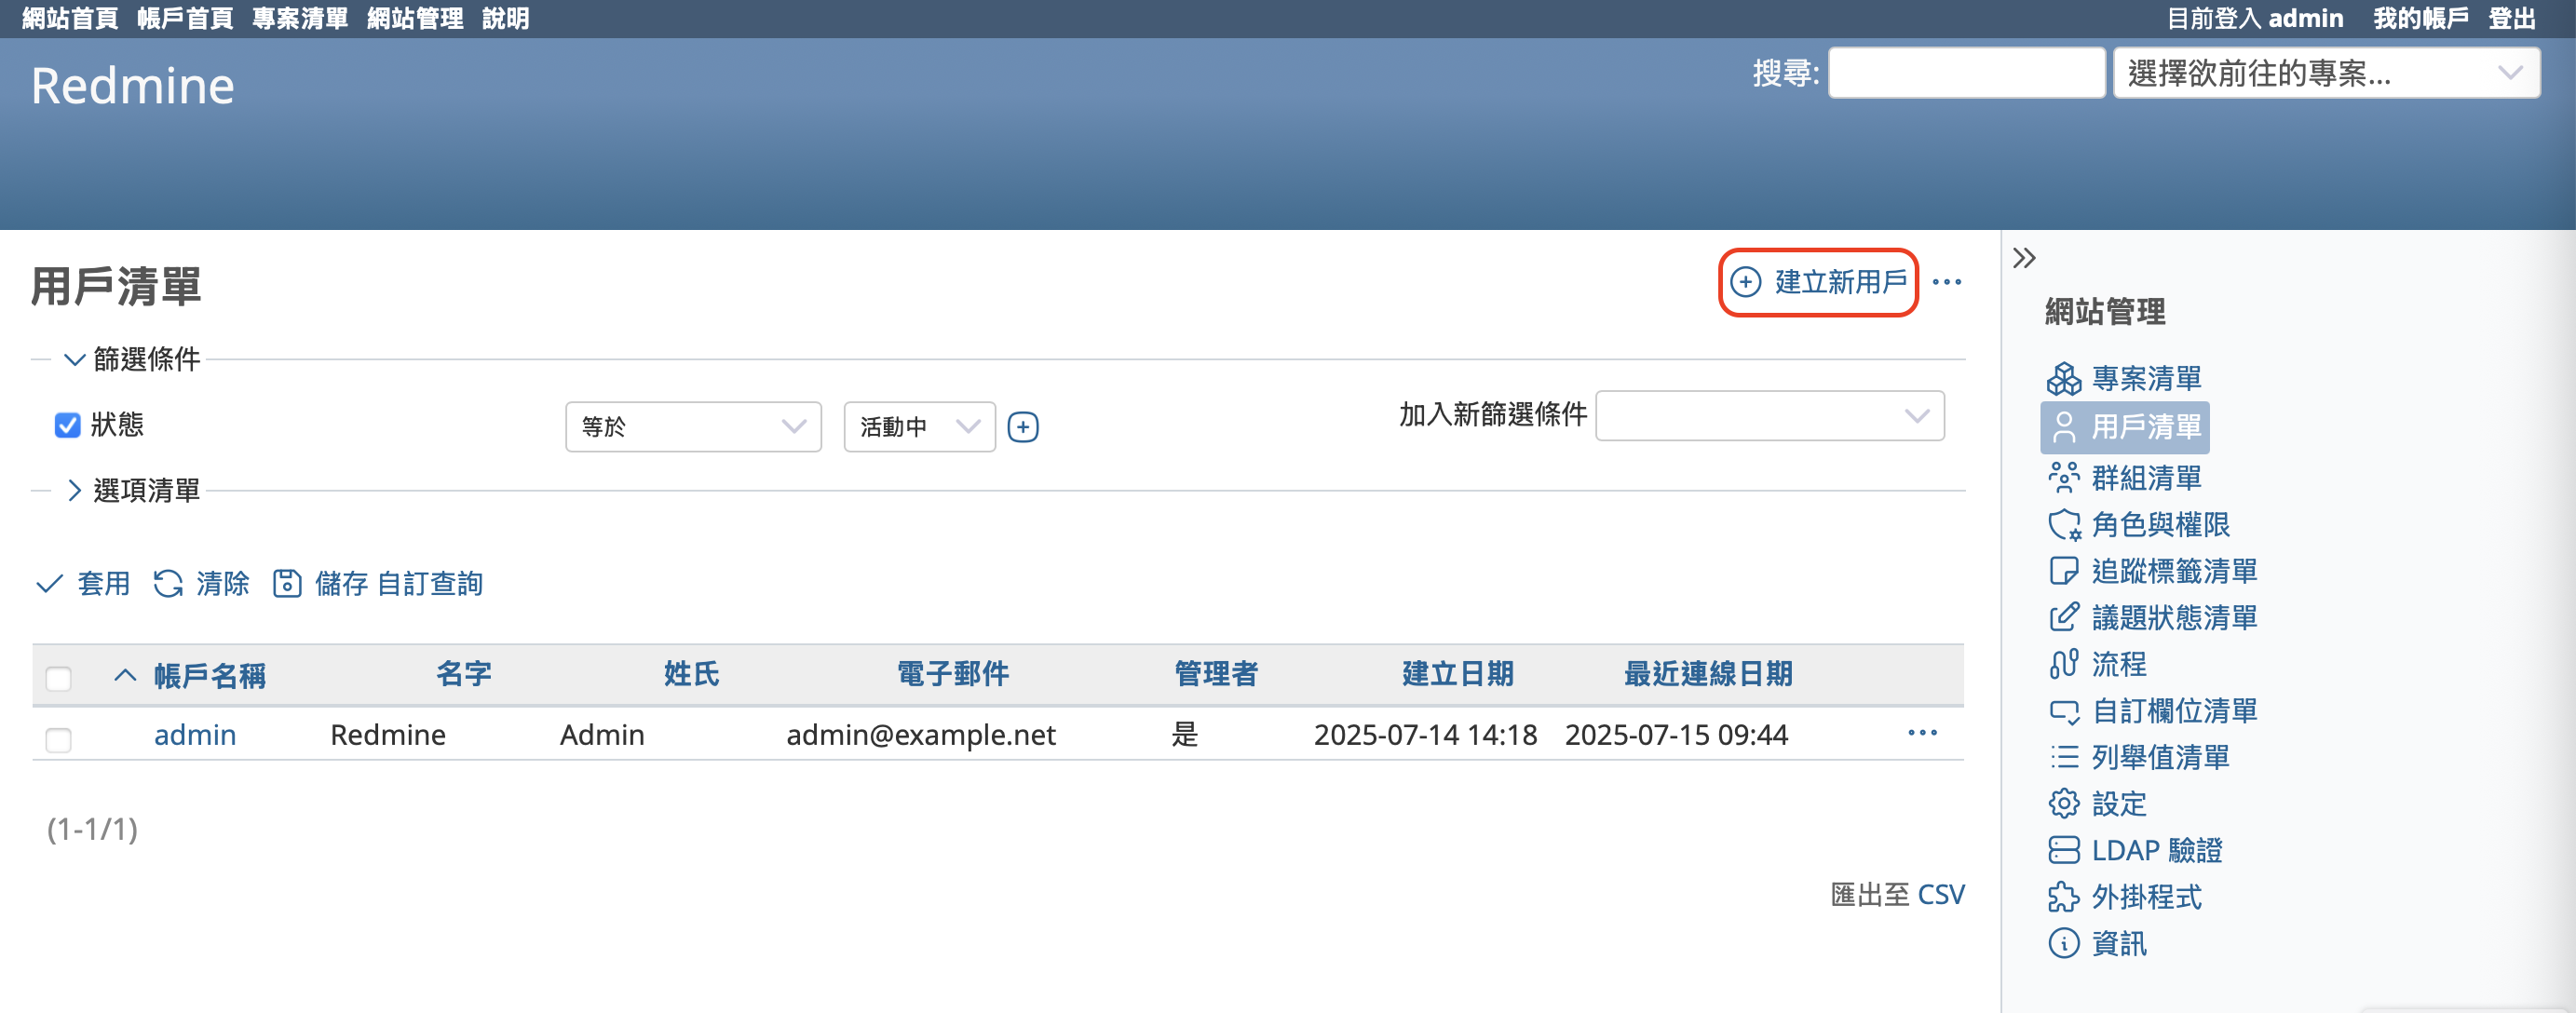 網站首頁 帳戶首頁 專案清單 網站管理 說明 目前登入 admin 我的帳戶 登出
Redmine
搜尋: 選擇欲前往的專案...
用戶清單
建立新用戶
篩選條件
狀態 等於 活動中 加入新篩選條件
選項清單
套用 清除 儲存 自訂查詢
帳戶名稱 名字 姓氏 電子郵件 管理者 建立日期 最近連線日期
admin Redmine Admin admin@example.net 是 2025-07-14 14:18 2025-07-15 09:44
(1-1/1)
匯出至 CSV
網站管理
專案清單
用戶清單
群組清單
角色與權限
追蹤標籤清單
議題狀態清單
流程
自訂欄位清單
列舉值清單
設定
LDAP 驗證
外掛程式
資訊